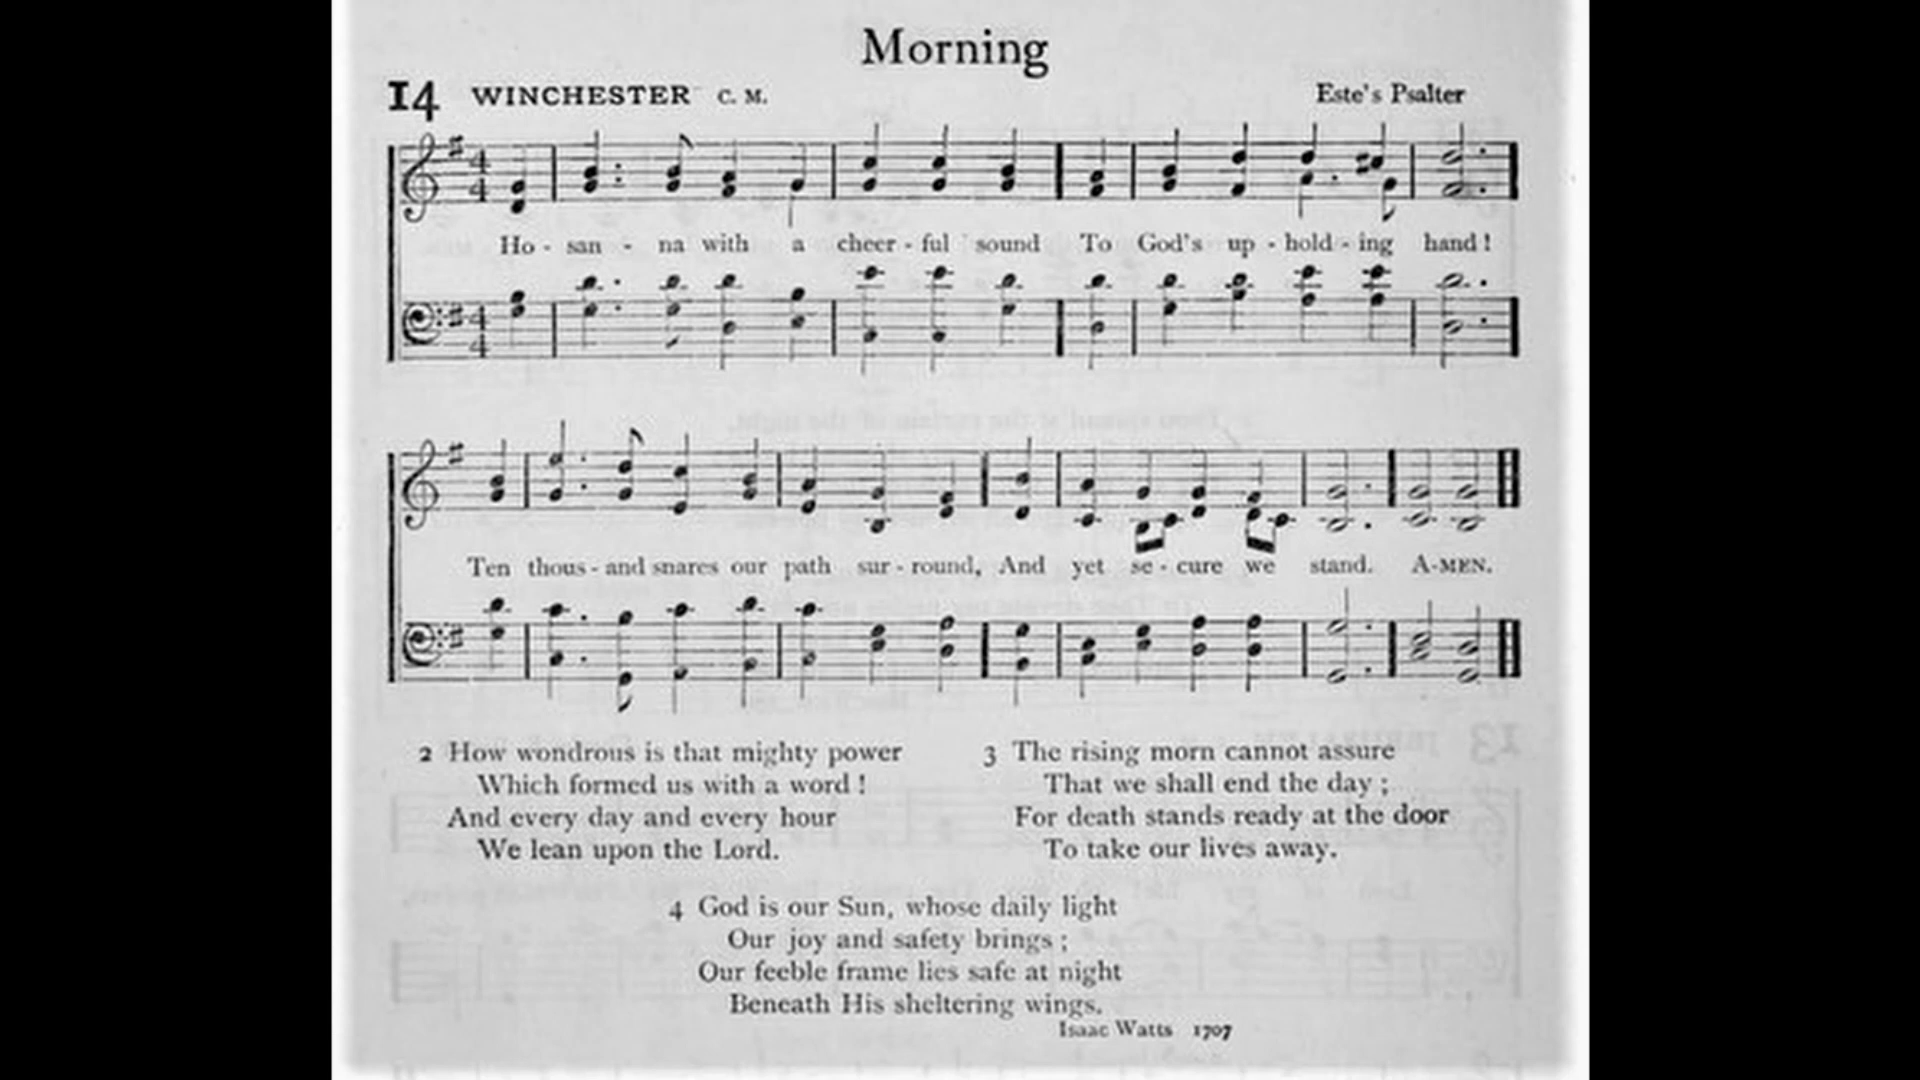 Morning
14 WINCHESTER C. M. Este's Psalter
4 4
Ho - san - na with a cheer - ful sound To God's up - hold - ing hand!
4 4
Ten thous - and snares our path sur - round, And yet se - cure we stand. A-MEN.
2 How wondrous is that mighty power
Which formed us with a word!
And every day and every hour
We lean upon the Lord.
3 The rising morn cannot assure
That we shall end the day;
For death stands ready at the door
To take our lives away.
4 God is our Sun, whose daily light
Our joy and safety brings;
Our feeble frame lies safe at night
Beneath His sheltering wings.
Isaac Watts 1707